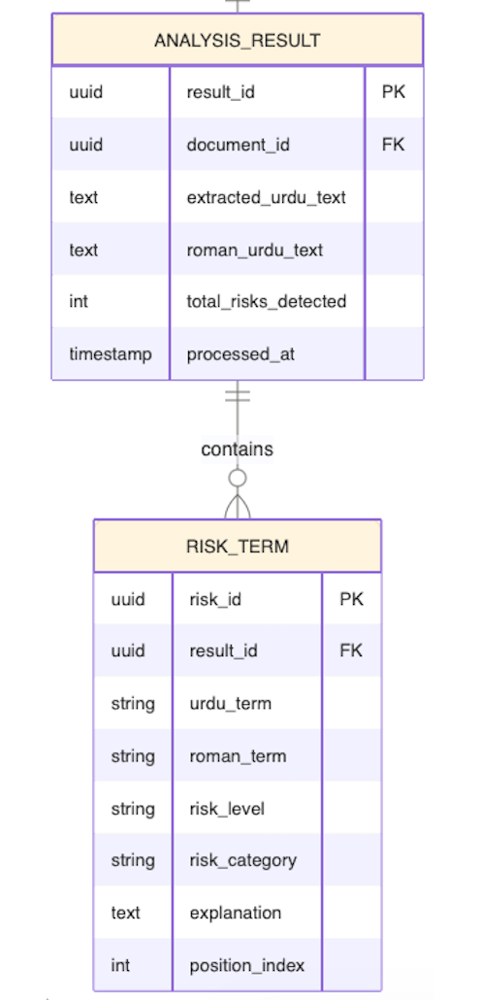 ANALYSIS_RESULT
uuid result_id PK
uuid document_id FK
text extracted_urdu_text
text roman_urdu_text
int total_risks_detected
timestamp processed_at
contains
RISK_TERM
uuid risk_id PK
uuid result_id FK
string urdu_term
string roman_term
string risk_level
string risk_category
text explanation
int position_index